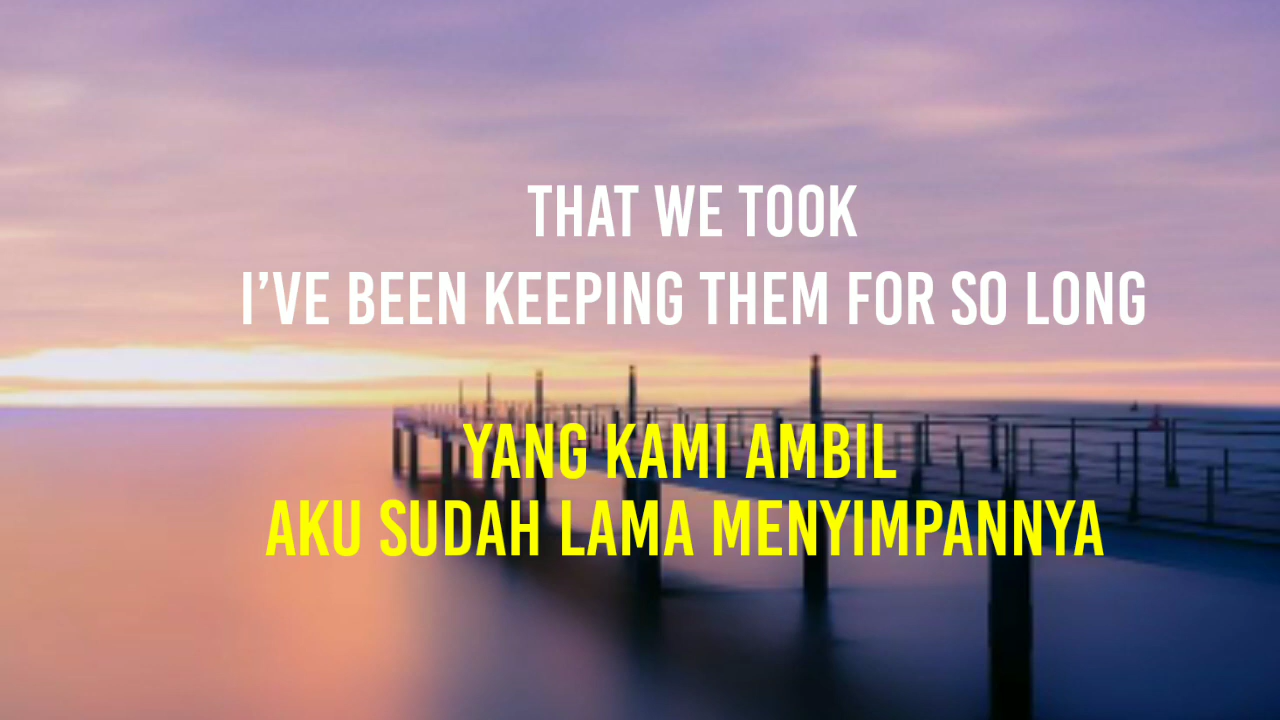 THAT WE TOOK
I'VE BEEN KEEPING THEM FOR SO LONG
YANG KAMI AMBIL
AKU SUDAH LAMA MENYIMPANNYA